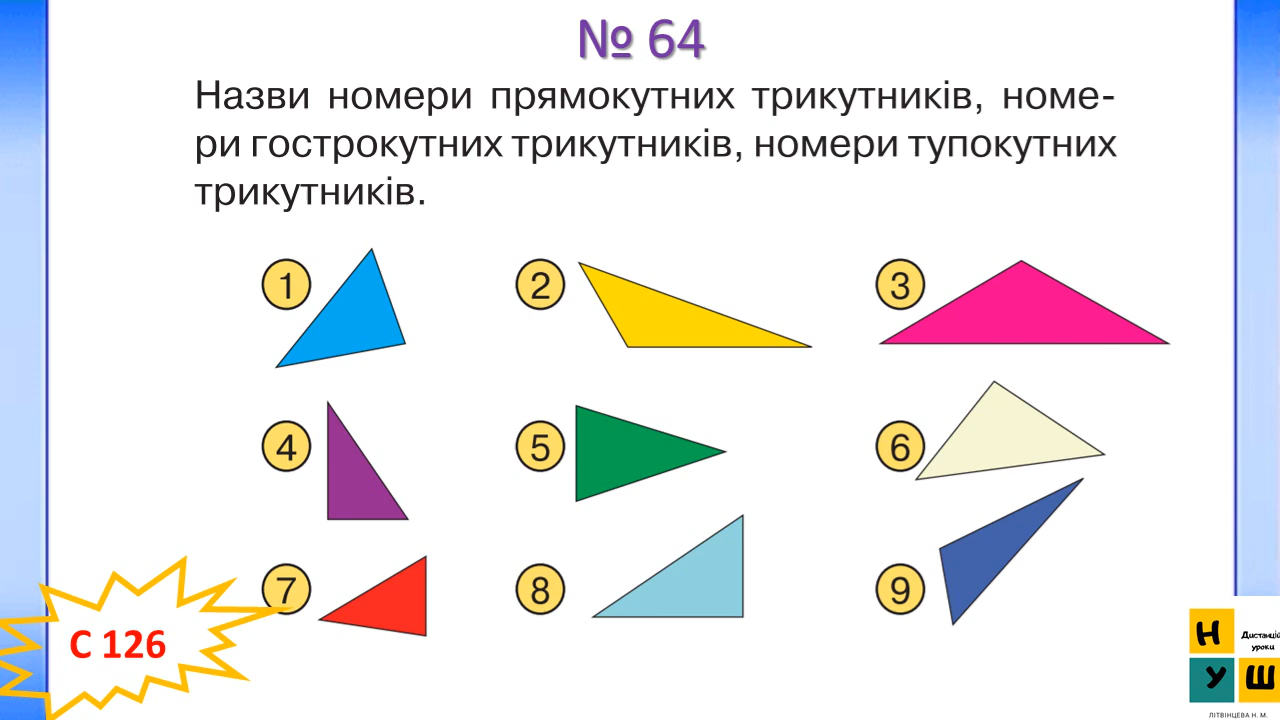 № 64
Назви номери прямокутних трикутників, номе-
ри гострокутних трикутників, номери тупокутних
трикутників.
1
2
3
4
5
6
7
8
9
С 126
Н
Дистанцій
уроки
У
Ш
ЛІТВІНЦЕВА Н. М.